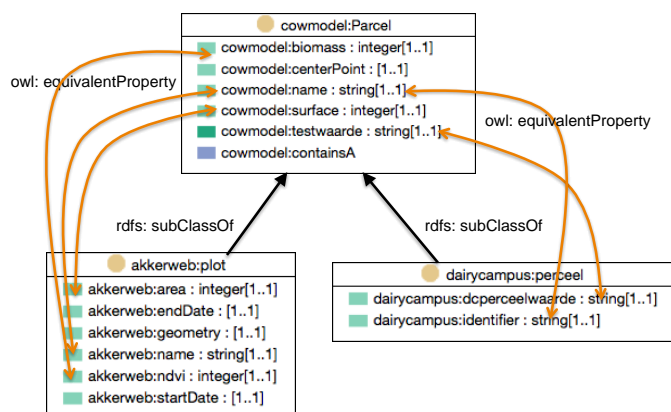 cowmodel:Parcel
cowmodel:biomass : integer[1..1]
cowmodel:centerPoint : [1..1]
cowmodel:name : string[1..1]
cowmodel:surface : integer[1..1]
cowmodel:testwaarde : string[1..1]
cowmodel:containsA
owl: equivalentProperty
owl: equivalentProperty
rdfs: subClassOf
rdfs: subClassOf
akkerweb:plot
akkerweb:area : integer[1..1]
akkerweb:endDate : [1..1]
akkerweb:geometry : [1..1]
akkerweb:name : string[1..1]
akkerweb:ndvi : integer[1..1]
akkerweb:startDate : [1..1]
dairycampus:perceel
dairycampus:dcperceelwaarde : string[1..1]
dairycampus:identifier : string[1..1]